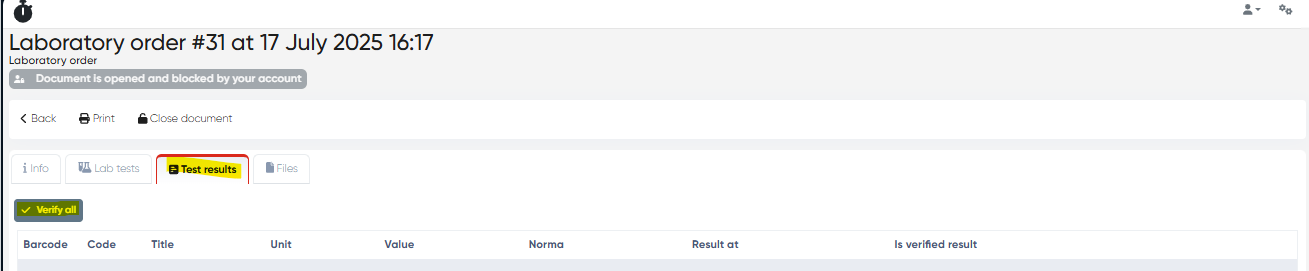 Laboratory order #31 at 17 July 2025 16:17
Laboratory order
Document is opened and blocked by your account
Back Print Close document
Info Lab tests Test results Files
Verify all
Barcode Code Title Unit Value Norma Result at Is verified result